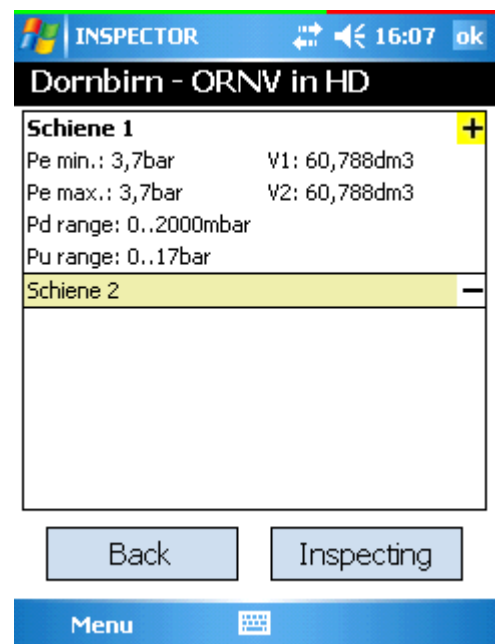 INSPECTOR 16:07 ok
Dornbirn - ORNV in HD
Schiene 1 +
Pe min.: 3,7bar V1: 60,788dm3
Pe max.: 3,7bar V2: 60,788dm3
Pd range: 0..2000mbar
Pu range: 0..17bar
Schiene 2 −
Back Inspecting
Menu